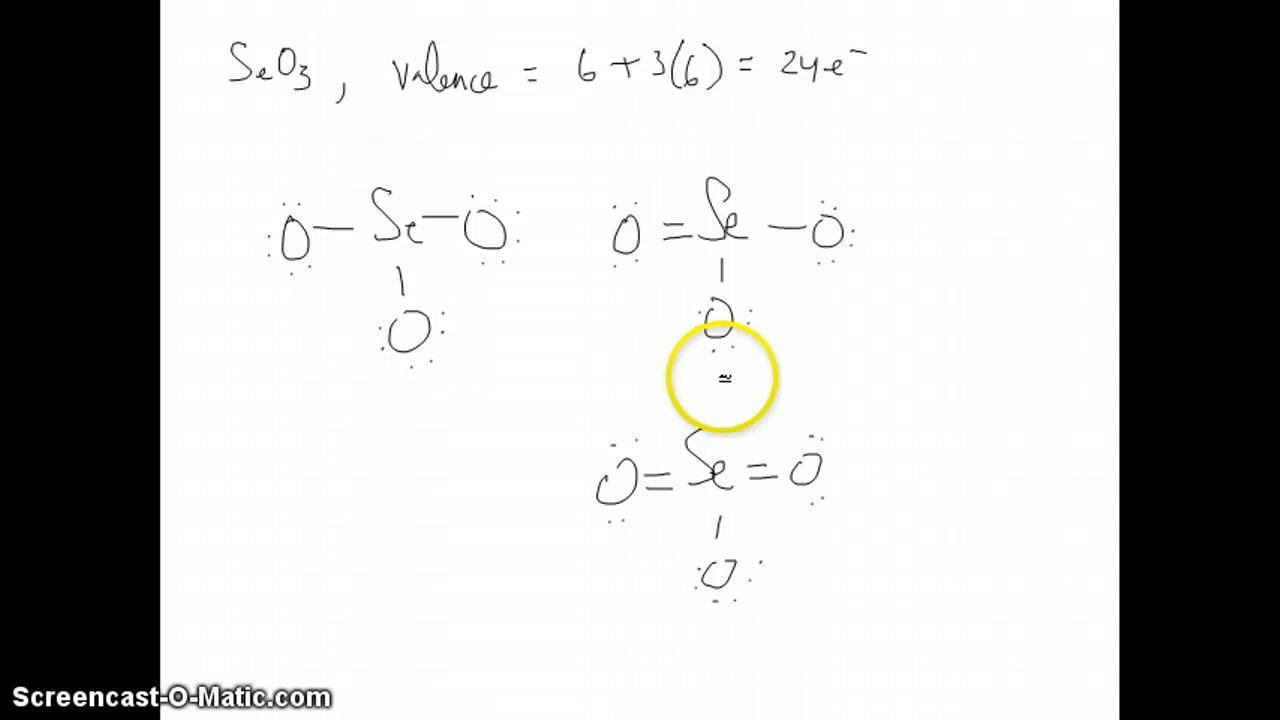 SeO3, valence = 6 + 3(6) = 24e⁻
O — Se — O O = Se — O
| |
O O
O = Se = O
|
O
Screencast-O-Matic.com